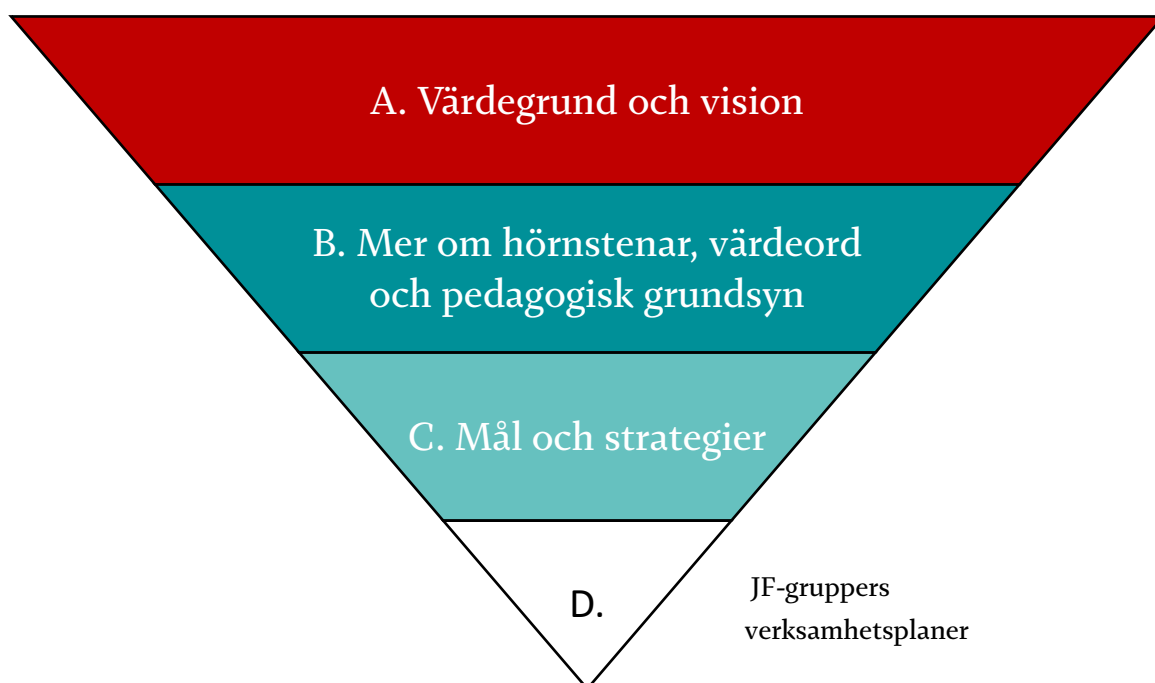 A. Värdegrund och vision
B. Mer om hörnstenar, värdeord
och pedagogisk grundsyn
C. Mål och strategier
D.
JF-gruppers
verksamhetsplaner